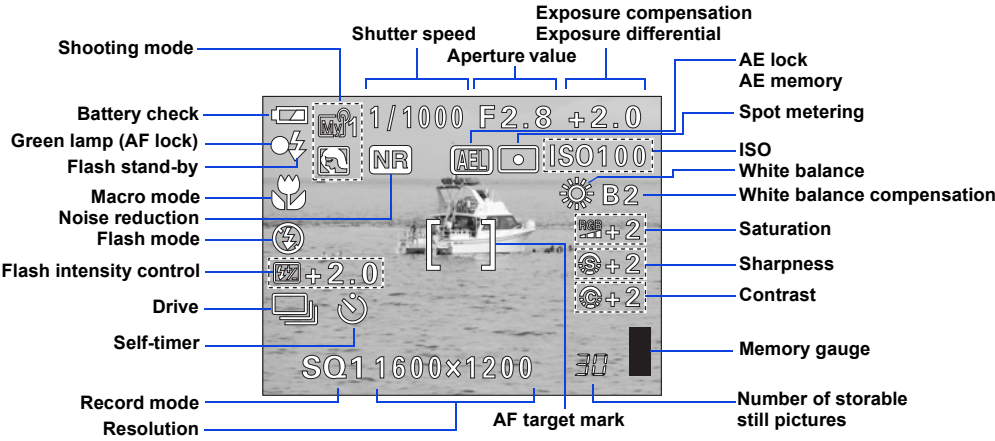 Exposure compensation
Exposure differential
Shutter speed
Aperture value
Shooting mode
AE lock
AE memory
Battery check
Spot metering
Green lamp (AF lock)
Flash stand-by
ISO
White balance
Macro mode
White balance compensation
Noise reduction
Flash mode
Saturation
Flash intensity control
Sharpness
Drive
Contrast
Self-timer
Memory gauge
Record mode
Resolution
AF target mark
Number of storable
still pictures
My 1
1/1000 F2.8 +2.0
NR AEL ISO100
B2
RGB +2
S +2
+2.0
C +2
SQ1 1600×1200 30